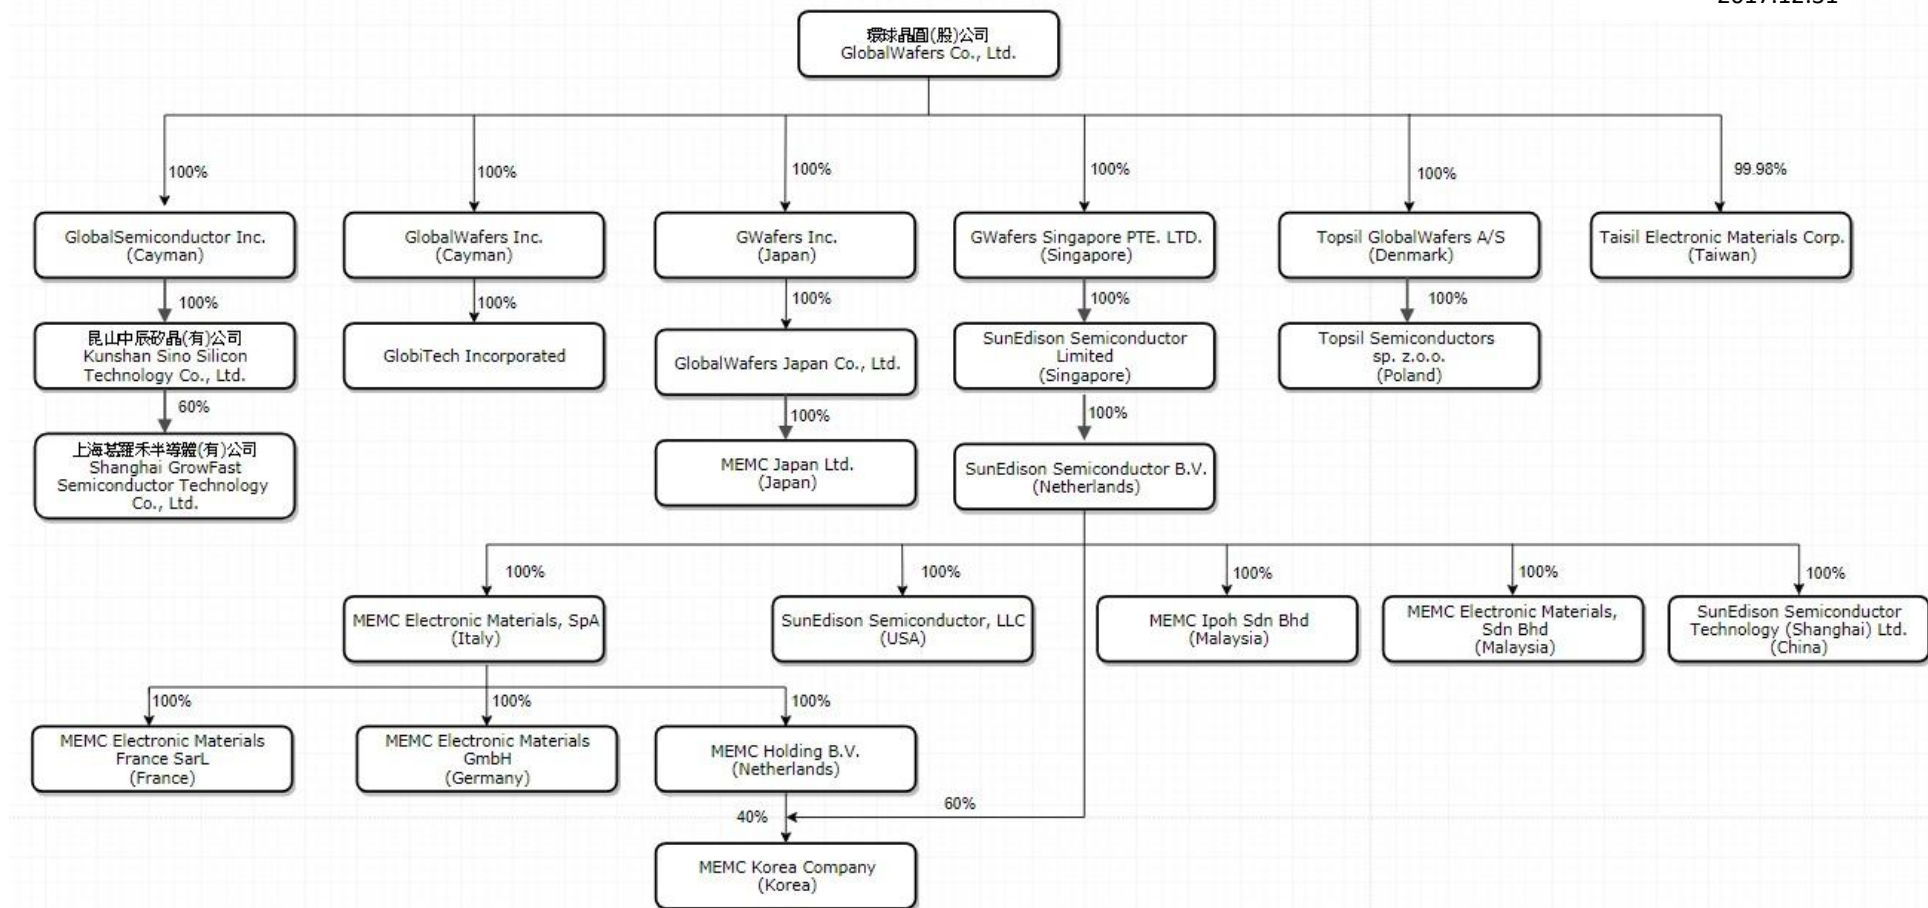 環球晶圓(股)公司
GlobalWafers Co., Ltd.
100%
100%
100%
100%
100%
99.98%
GlobalSemiconductor Inc.
(Cayman)
GlobalWafers Inc.
(Cayman)
GWafers Inc.
(Japan)
GWafers Singapore PTE. LTD.
(Singapore)
Topsil GlobalWafers A/S
(Denmark)
Taisil Electronic Materials Corp.
(Taiwan)
100%
100%
100%
100%
100%
昆山中辰矽晶(有)公司
Kunshan Sino Silicon
Technology Co., Ltd.
GlobiTech Incorporated
GlobalWafers Japan Co., Ltd.
SunEdison Semiconductor
Limited
(Singapore)
Topsil Semiconductors
sp. z.o.o.
(Poland)
60%
100%
100%
上海葛羅禾半導體(有)公司
Shanghai GrowFast
Semiconductor Technology
Co., Ltd.
MEMC Japan Ltd.
(Japan)
SunEdison Semiconductor B.V.
(Netherlands)
100%
100%
100%
100%
100%
MEMC Electronic Materials, SpA
(Italy)
SunEdison Semiconductor, LLC
(USA)
MEMC Ipoh Sdn Bhd
(Malaysia)
MEMC Electronic Materials,
Sdn Bhd
(Malaysia)
SunEdison Semiconductor
Technology (Shanghai) Ltd.
(China)
100%
100%
100%
MEMC Electronic Materials
France SarL
(France)
MEMC Electronic Materials
GmbH
(Germany)
MEMC Holding B.V.
(Netherlands)
40%
60%
MEMC Korea Company
(Korea)